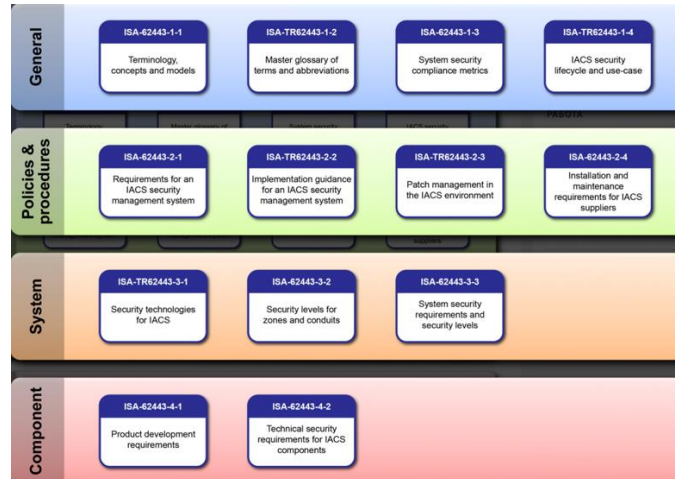 General
ISA-62443-1-1
Terminology,
concepts and models
ISA-TR62443-1-2
Master glossary of
terms and abbreviations
ISA-62443-1-3
System security
compliance metrics
ISA-TR62443-1-4
IACS security
lifecycle and use-case
Policies &
procedures
ISA-62443-2-1
Requirements for an
IACS security
management system
ISA-TR62443-2-2
Implementation guidance
for an IACS security
management system
ISA-TR62443-2-3
Patch management in
the IACS environment
ISA-62443-2-4
Installation and
maintenance
requirements for IACS
suppliers
suppliers
System
ISA-TR62443-3-1
Security technologies
for IACS
ISA-62443-3-2
Security levels for
zones and conduits
ISA-62443-3-3
System security
requirements and
security levels
Component
ISA-62443-4-1
Product development
requirements
ISA-62443-4-2
Technical security
requirements for IACS
components